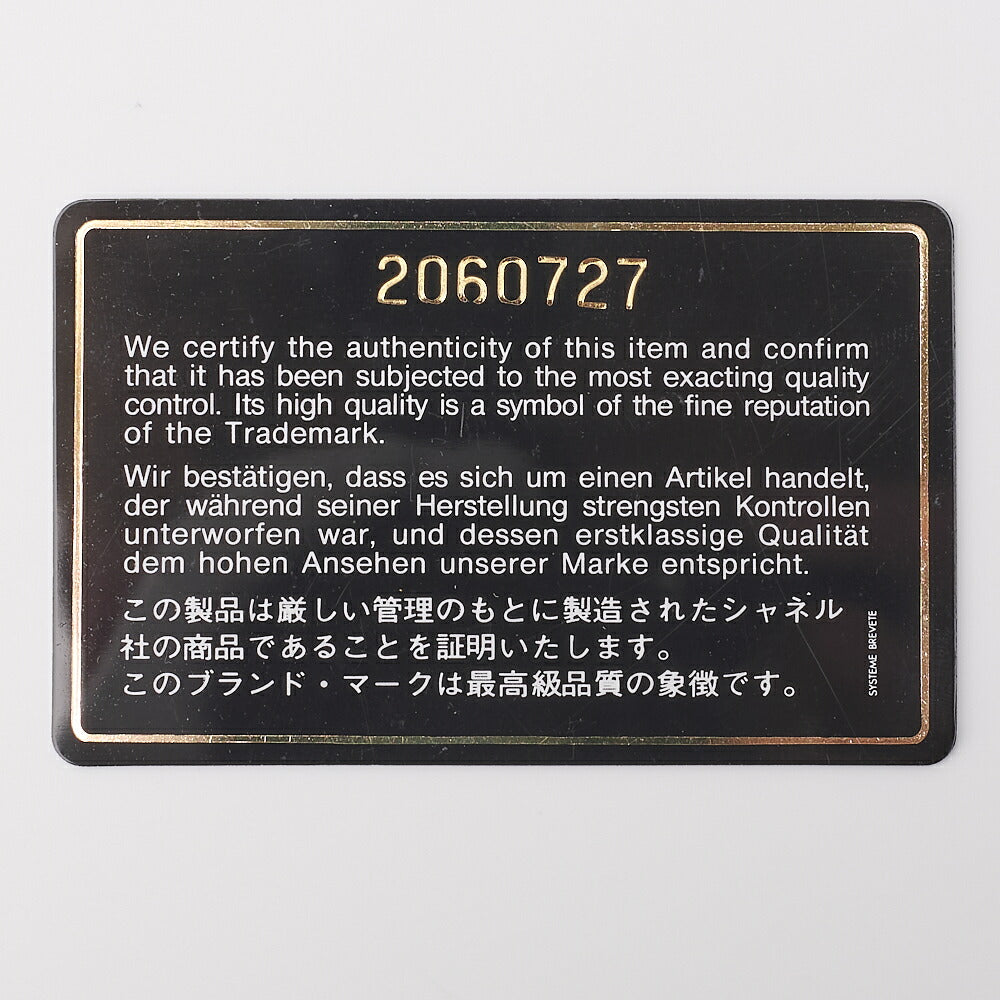 2060727
We certify the authenticity of this item and confirm
that it has been subjected to the most exacting quality
control. Its high quality is a symbol of the fine reputation
of the Trademark.
Wir bestätigen, dass es sich um einen Artikel handelt,
der während seiner Herstellung strengsten Kontrollen
unterworfen war, und dessen erstklassige Qualität
dem hohen Ansehen unserer Marke entspricht.
この製品は厳しい管理のもとに製造されたシャネル
社の商品であることを証明いたします。
このブランド・マークは最高級品質の象徴です。
SYSTEME BREVETE